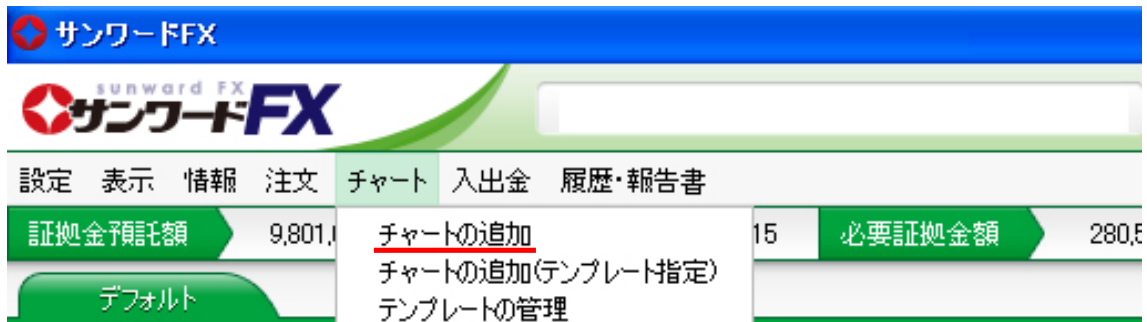 サンワードFX
sunward FX
サンワードFX
設定 表示 情報 注文 チャート 入出金 履歴・報告書
証拠金預託額 9,801, 15 必要証拠金額 280,5
チャートの追加
チャートの追加(テンプレート指定)
デフォルト
テンプレートの管理